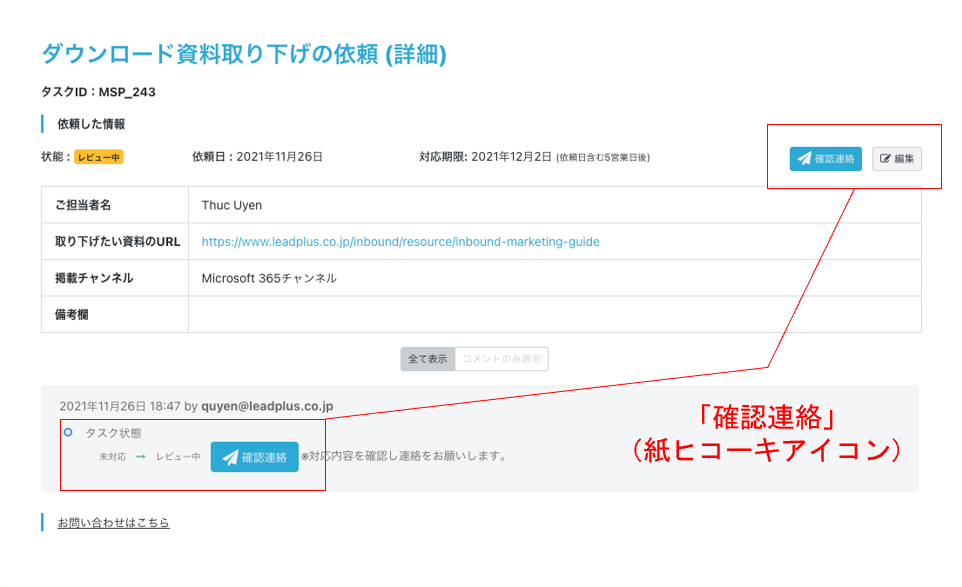 ダウンロード資料取り下げの依頼 (詳細)
タスクID：MSP_243
依頼した情報
状態： レビュー中 依頼日：2021年11月26日 対応期限: 2021年12月2日 (依頼日含む5営業日後) 確認連絡 編集
ご担当者名 Thuc Uyen
取り下げたい資料のURL https://www.leadplus.co.jp/inbound/resource/inbound-marketing-guide
掲載チャンネル Microsoft 365チャンネル
備考欄
全て表示 コメントのみ表示
2021年11月26日 18:47 by quyen@leadplus.co.jp
タスク状態
未対応 → レビュー中 確認連絡 ※対応内容を確認し連絡をお願いします。
「確認連絡」
（紙ヒコーキアイコン）
お問い合わせはこちら